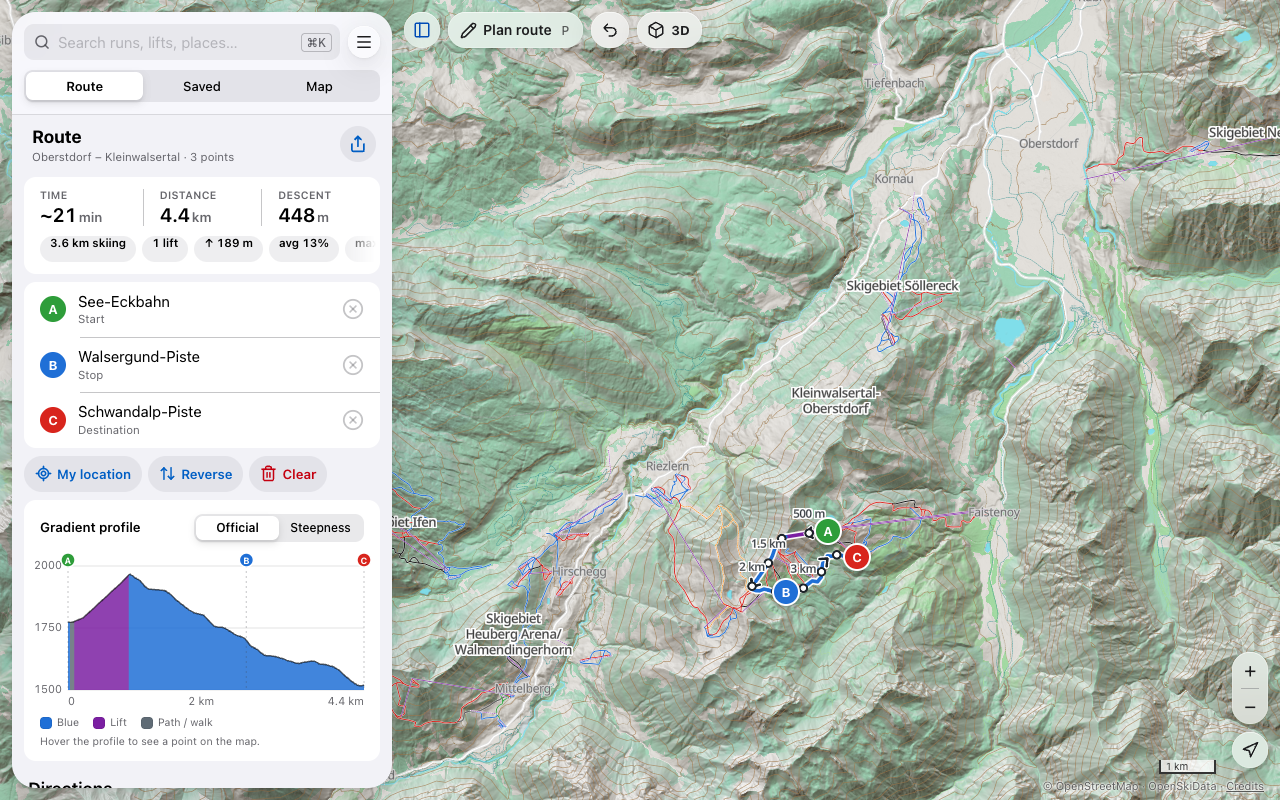 Search runs, lifts, places...
⌘K
Route
Saved
Map
Route
Oberstdorf – Kleinwalsertal · 3 points
TIME
~21 min
DISTANCE
4.4 km
DESCENT
448 m
3.6 km skiing
1 lift
↑ 189 m
avg 13%
A
See-Eckbahn
Start
B
Walsergund-Piste
Stop
C
Schwandalp-Piste
Destination
My location
Reverse
Clear
Gradient profile
Official
Steepness
A
B
C
2000
1750
1500
0
2 km
4.4 km
Blue
Lift
Path / walk
Hover the profile to see a point on the map.
Directions
Plan route P
3D
Tiefenbach
Oberstdorf
Kornau
Skigebiet Söllereck
Kleinwalsertal-
Oberstdorf
Riezlern
500 m
A
1.5 km
C
2 km
3 km
B
Faistenoy
Hirschegg
Skigebiet
Heuberg Arena/
Walmendingerhorn
Mittelberg
+
−
1 km
© OpenStreetMap · OpenSkiData · Credits